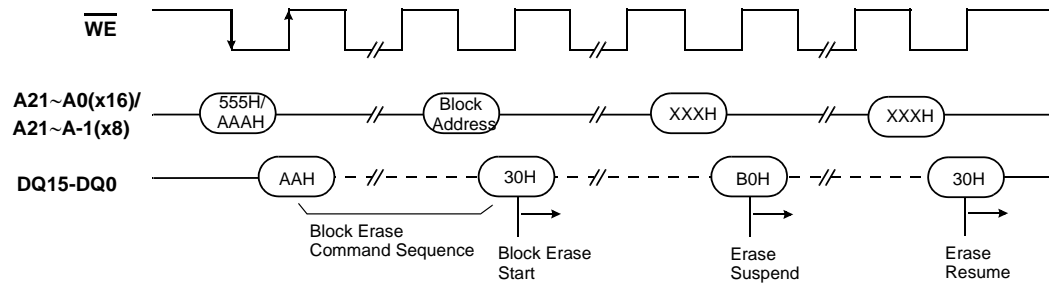 WE
A21~A0(x16)/
A21~A-1(x8)
555H/
AAAH
Block
Address
XXXH
XXXH
DQ15-DQ0
AAH
30H
B0H
30H
Block Erase
Command Sequence
Block Erase
Start
Erase
Suspend
Erase
Resume